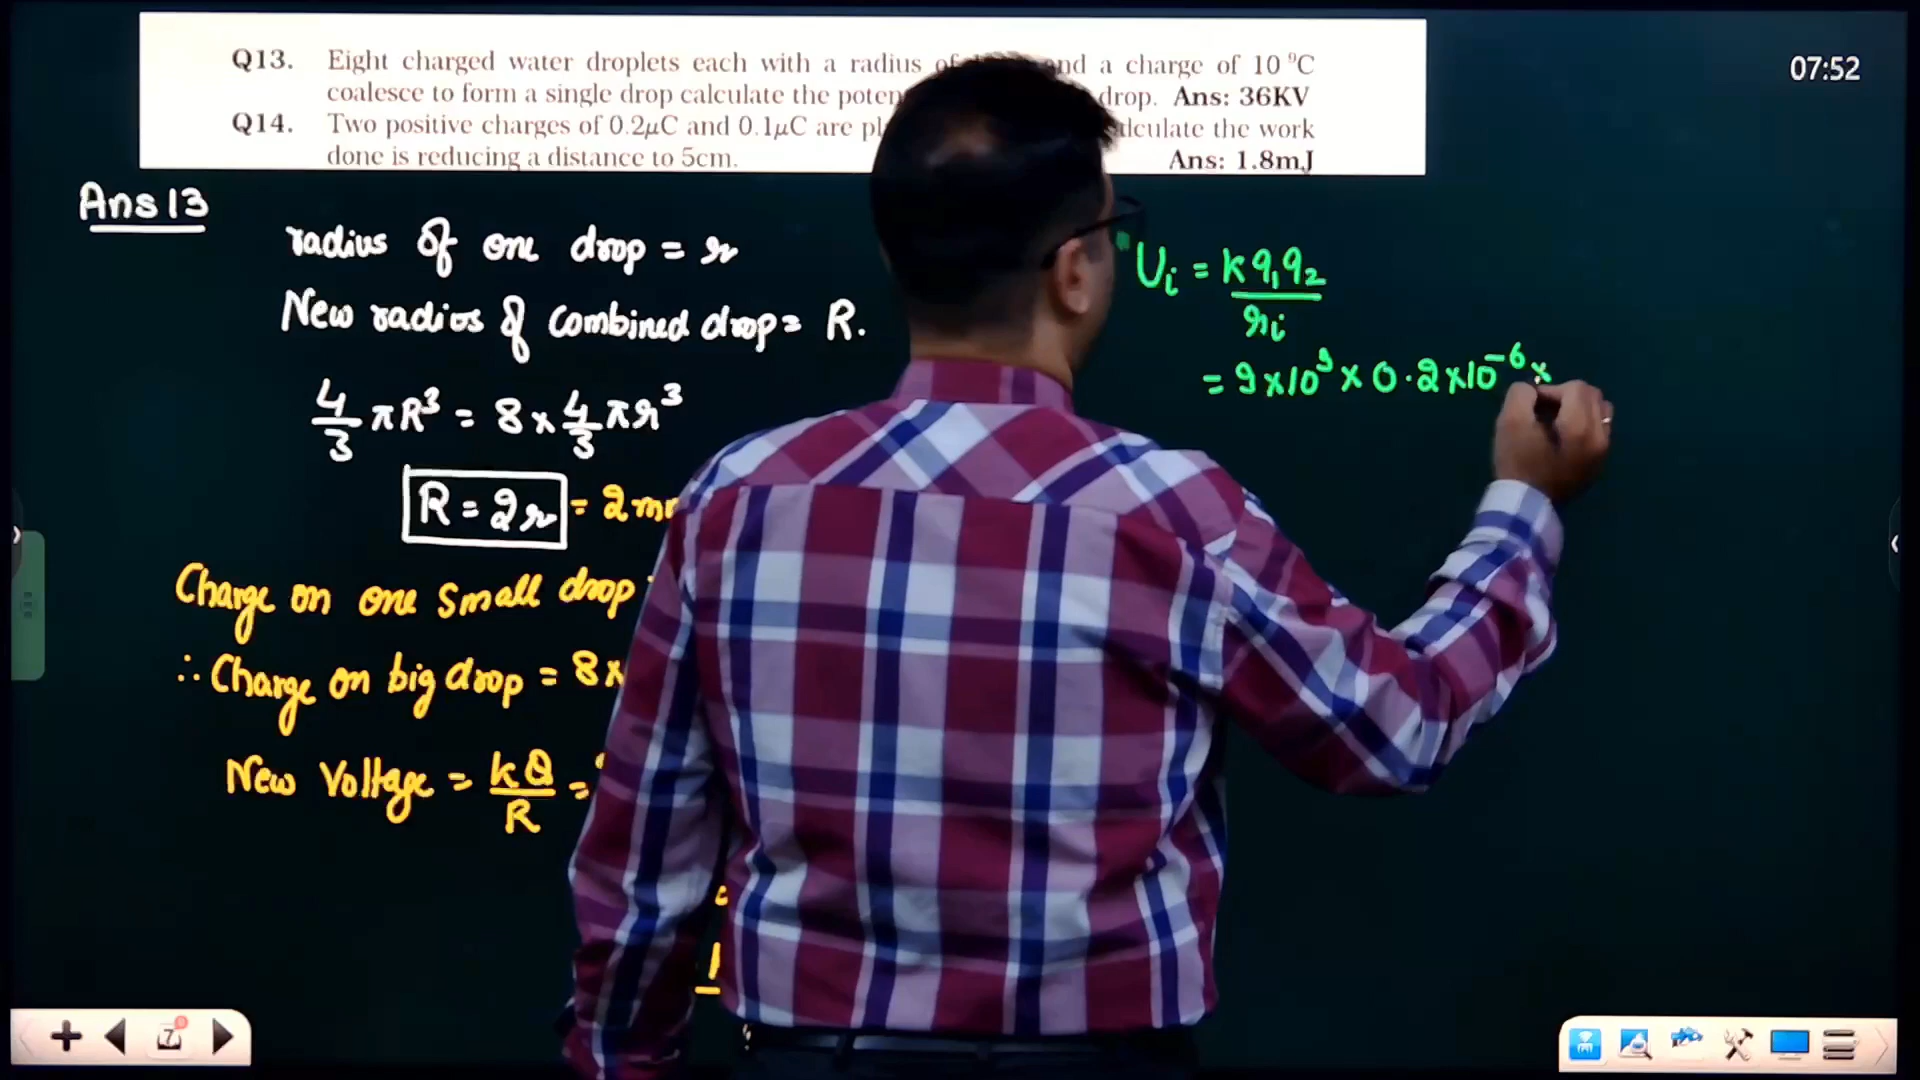 Q13. Eight charged water droplets each with a radius of and a charge of 10⁻⁹C
coalesce to form a single drop calculate the drop. Ans: 36KV
Q14. Two positive charges of 0.2μC and 0.1μC are the work
done is reducing a distance to 5cm. Ans: 1.8mJ
07:52
Ans 13
radius of one drop = r
New radius of combined drop = R.
4/3 πR³ = 8 × 4/3 πr³
R = 2r = 2m
Charge on one small drop
∴ Charge on big drop = 8×
New Voltage = kQ/R =
Ui = kq₁q₂/ri
= 9×10⁹ × 0.2×10⁻⁶ ×
7